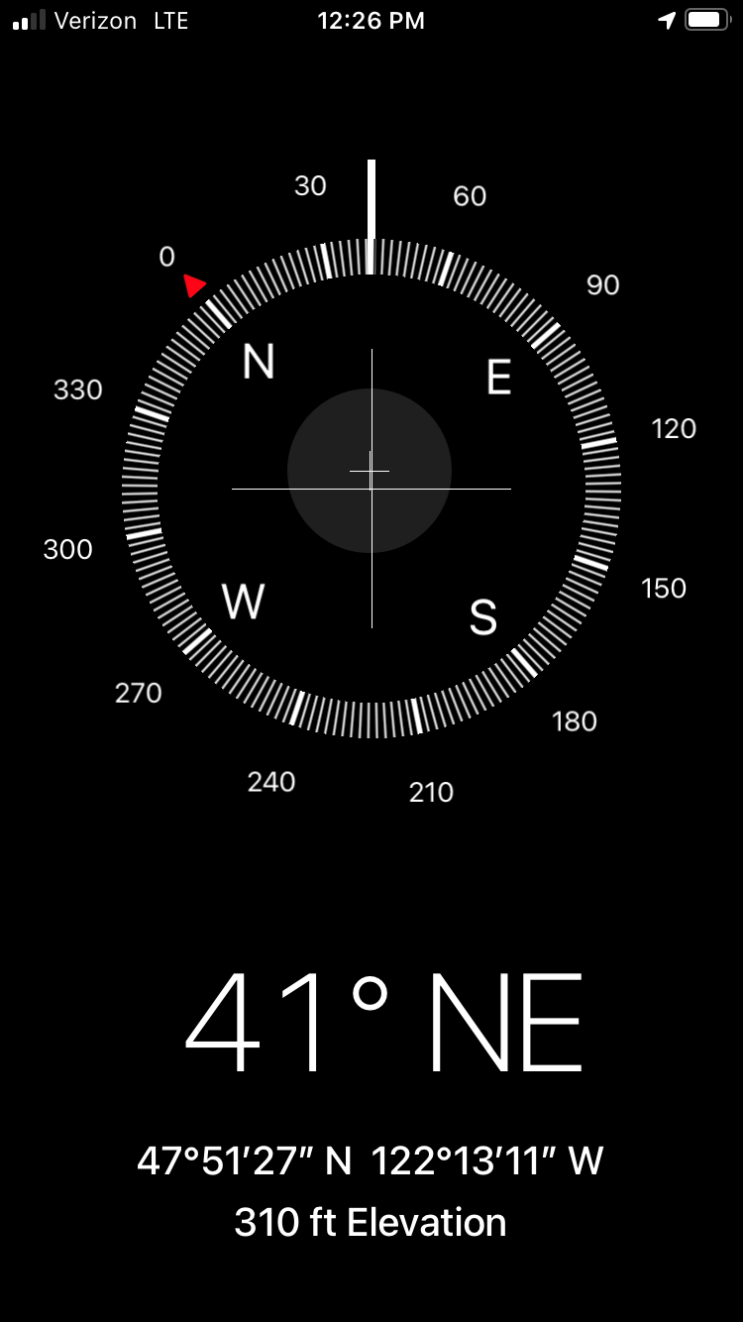 Verizon LTE 12:26 PM
30 60
0 90
N E
330 120
300 150
W S
270 180
240 210
41° NE
47°51′27″ N 122°13′11″ W
310 ft Elevation